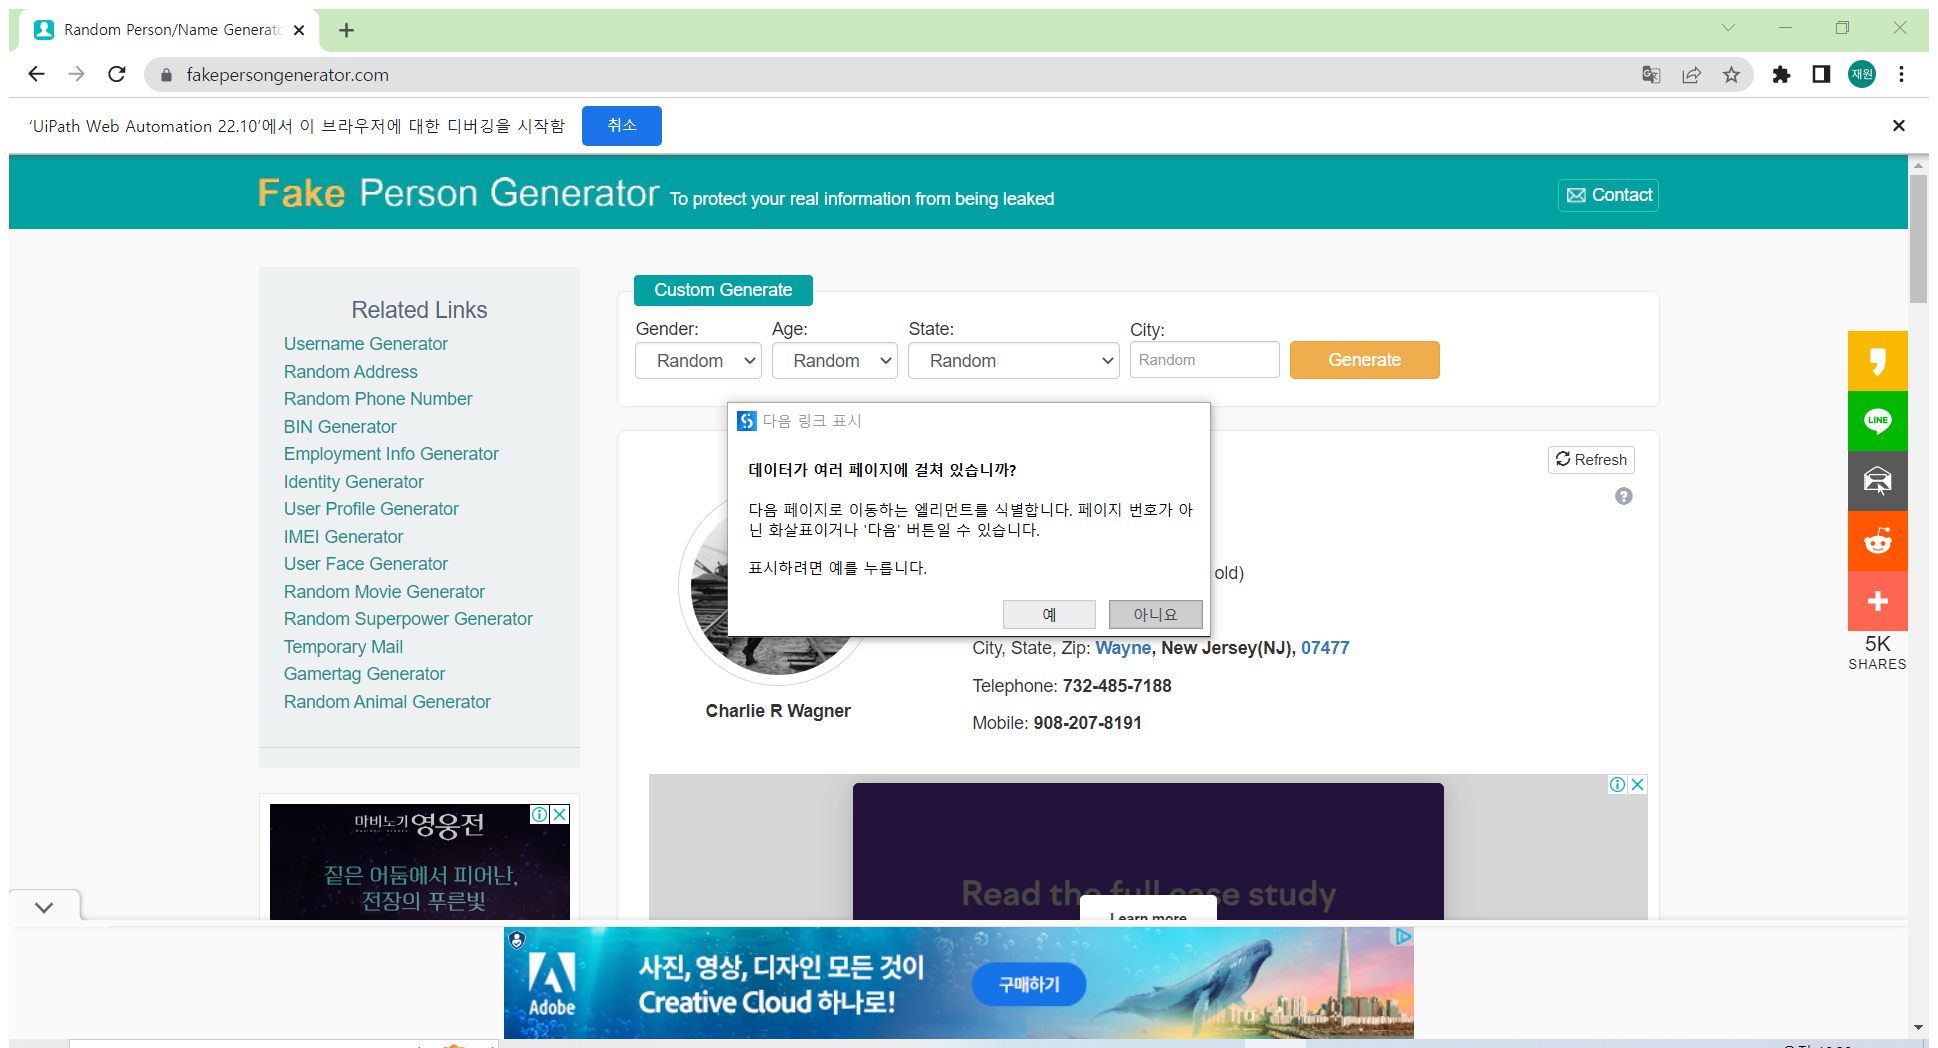 Random Person/Name Generat
fakepersongenerator.com
재원
'UiPath Web Automation 22.10'에서 이 브라우저에 대한 디버깅을 시작함
취소
Fake Person Generator To protect your real information from being leaked
Contact
Related Links
Username Generator
Random Address
Random Phone Number
BIN Generator
Employment Info Generator
Identity Generator
User Profile Generator
IMEI Generator
User Face Generator
Random Movie Generator
Random Superpower Generator
Temporary Mail
Gamertag Generator
Random Animal Generator
Custom Generate
Gender: Age: State: City:
Random Random Random Random Generate
다음 링크 표시
데이터가 여러 페이지에 걸쳐 있습니까?
다음 페이지로 이동하는 엘리먼트를 식별합니다. 페이지 번호가 아
닌 화살표이거나 '다음' 버튼일 수 있습니다.
표시하려면 예를 누릅니다.
예 아니요
Refresh
old)
City, State, Zip: Wayne, New Jersey(NJ), 07477
Telephone: 732-485-7188
Mobile: 908-207-8191
Charlie R Wagner
LINE
5K
SHARES
마비노기 영웅전
짙은 어둠에서 피어난,
전장의 푸른빛
Read the full case study
Learn more
Adobe
사진, 영상, 디자인 모든 것이
Creative Cloud 하나로!
구매하기